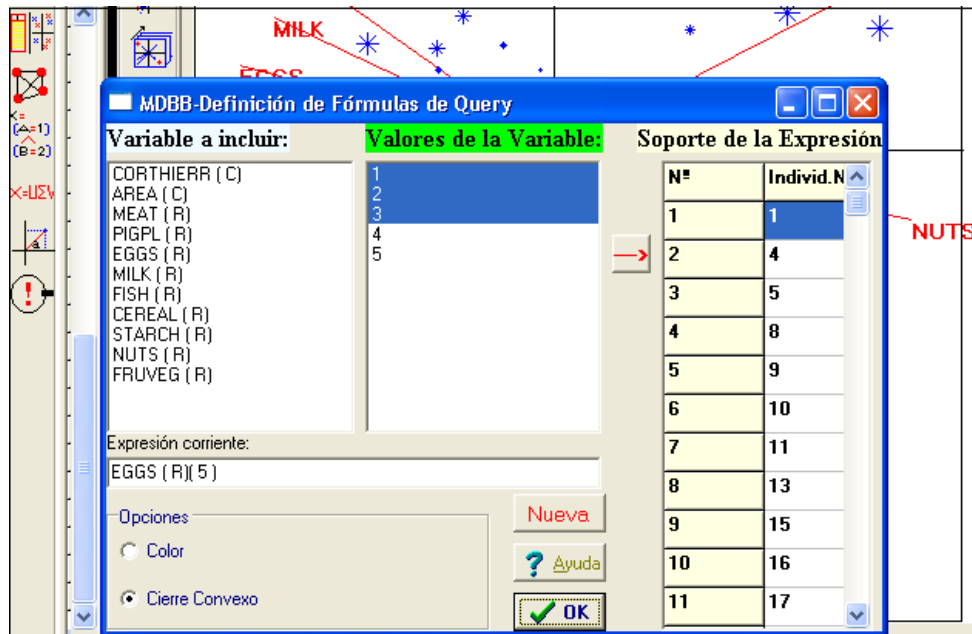 MILK
EGGS
X=
(A=1)
(B=2)
NUTS
MDBB-Definición de Fórmulas de Query
Variable a incluir:
Valores de la Variable:
Soporte de la Expresión
CORTHIERR ( C)
AREA ( C)
MEAT ( R)
PIGPL ( R)
EGGS ( R)
MILK ( R)
FISH ( R)
CEREAL ( R)
STARCH ( R)
NUTS ( R)
FRUVEG ( R)
1
2
3
4
5
Nº Individ.N
1 1
2 4
3 5
4 8
5 9
6 10
7 11
8 13
9 15
10 16
11 17
Expresión corriente:
EGGS ( R)( 5 )
Opciones
Color
Cierre Convexo
Nueva
? Ayuda
OK